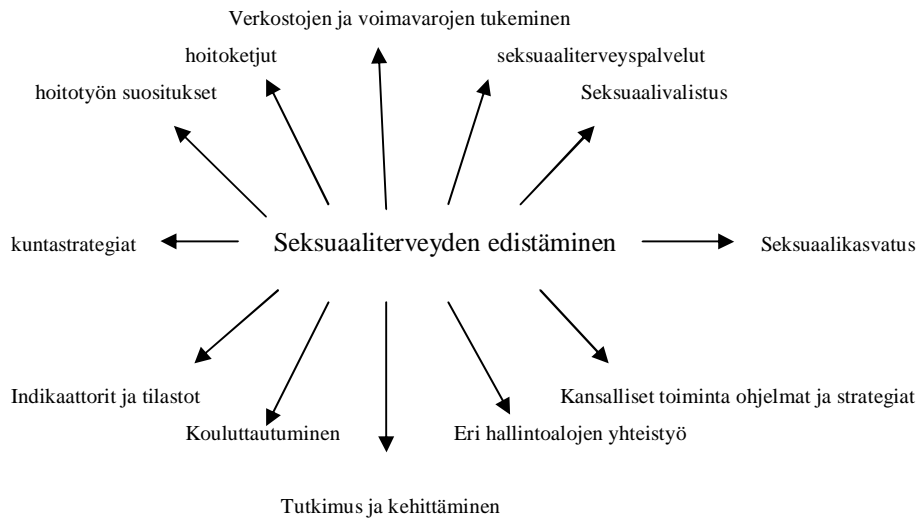 Verkostojen ja voimavarojen tukeminen
hoitoketjut
seksuaaliterveyspalvelut
hoitotyön suositukset
Seksuaalivalistus
kuntastrategiat
Seksuaaliterveyden edistäminen
Seksuaalikasvatus
Indikaattorit ja tilastot
Kansalliset toiminta ohjelmat ja strategiat
Kouluttautuminen
Eri hallintoalojen yhteistyö
Tutkimus ja kehittäminen